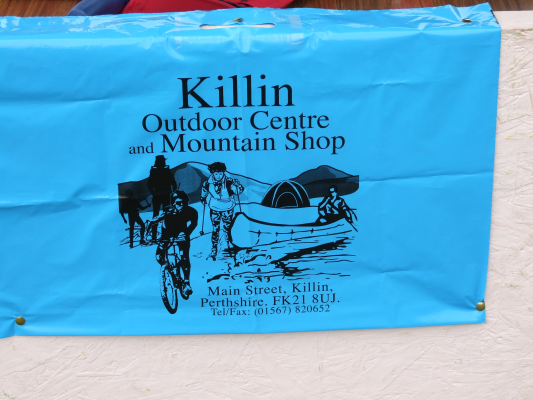 Killin
Outdoor Centre
and Mountain Shop
Main Street, Killin,
Perthshire. FK21 8UJ.
Tel/Fax: (01567) 820652